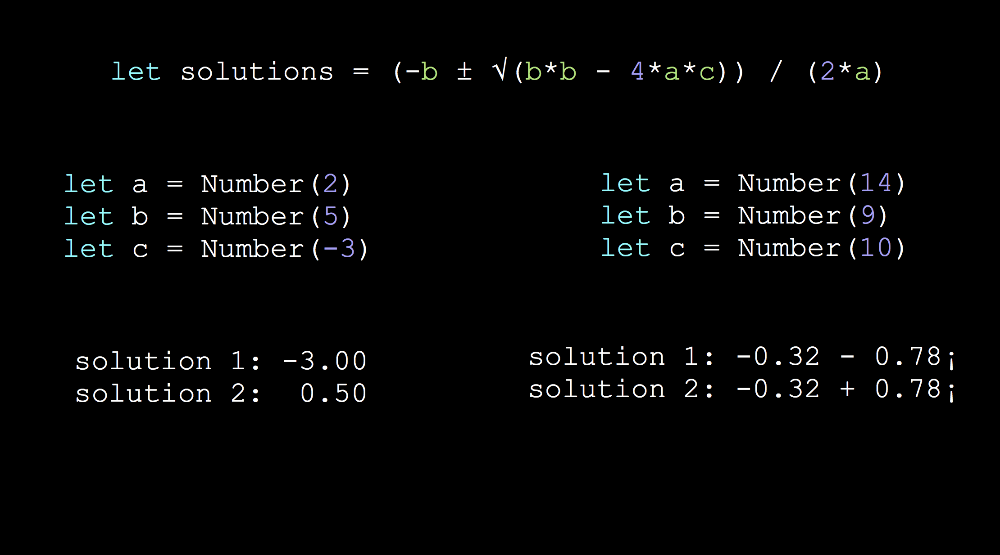 let solutions = (-b ± √(b*b - 4*a*c)) / (2*a)
let a = Number(2)
let b = Number(5)
let c = Number(-3)
let a = Number(14)
let b = Number(9)
let c = Number(10)
solution 1: -3.00
solution 2:  0.50
solution 1: -0.32 - 0.78¡
solution 2: -0.32 + 0.78¡